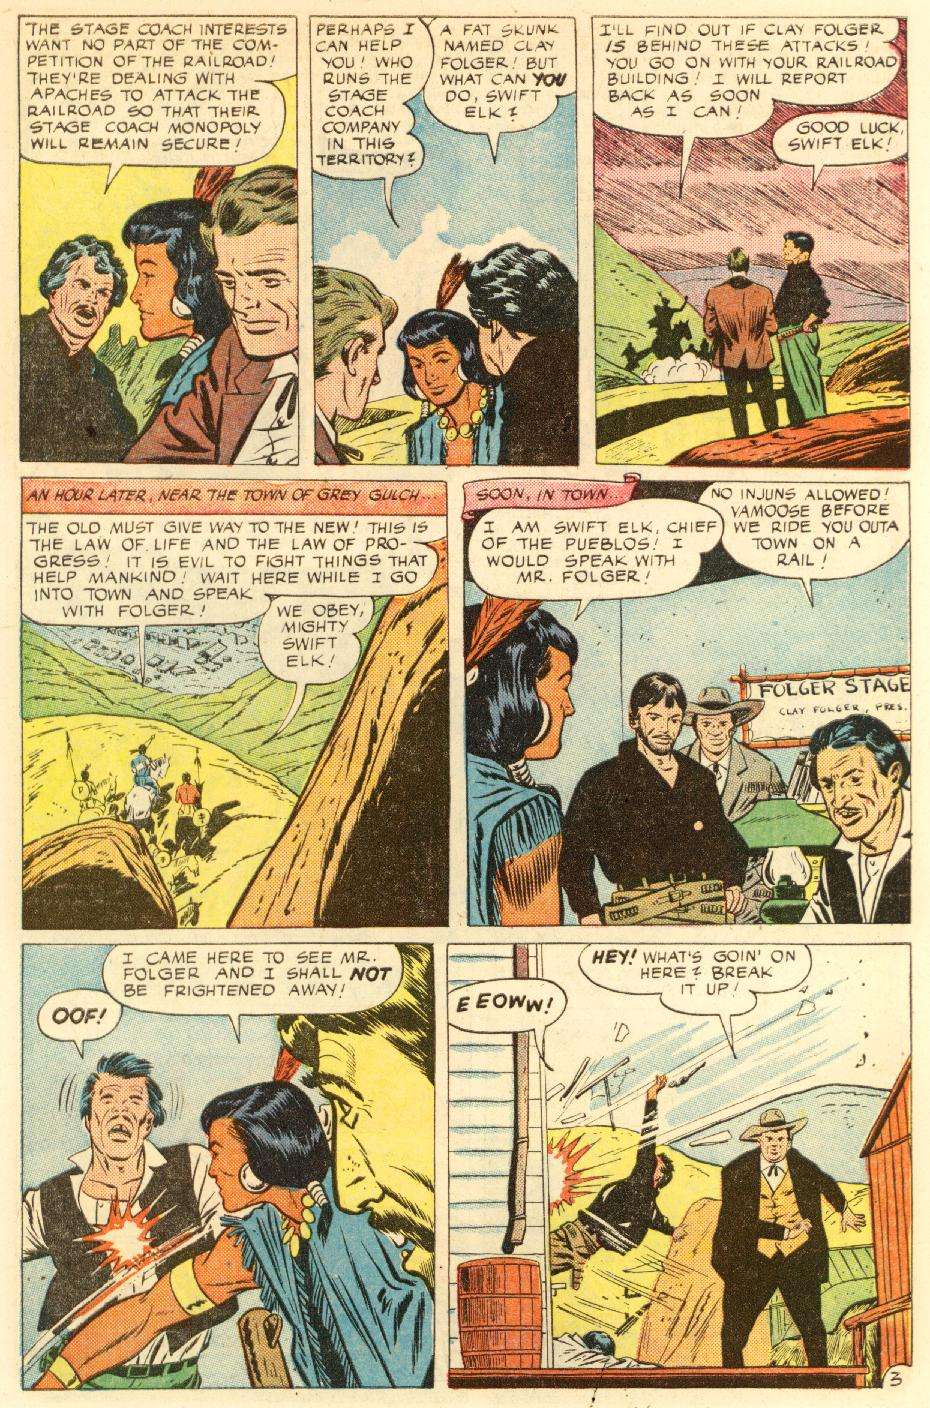 THE STAGE COACH INTERESTS
WANT NO PART OF THE COM-
PETITION OF THE RAILROAD!
THEY'RE DEALING WITH
APACHES TO ATTACK THE
RAILROAD SO THAT THEIR
STAGE COACH MONOPOLY
WILL REMAIN SECURE!
PERHAPS I
CAN HELP
YOU! WHO
RUNS THE
STAGE
COACH
COMPANY
IN THIS
TERRITORY?
A FAT SKUNK
NAMED CLAY
FOLGER! BUT
WHAT CAN YOU
DO, SWIFT
ELK?
I'LL FIND OUT IF CLAY FOLGER
IS BEHIND THESE ATTACKS!
YOU GO ON WITH YOUR RAILROAD
BUILDING! I WILL REPORT
BACK AS SOON
AS I CAN!
GOOD LUCK,
SWIFT ELK!
AN HOUR LATER, NEAR THE TOWN OF GREY GULCH...
THE OLD MUST GIVE WAY TO THE NEW! THIS IS
THE LAW OF LIFE AND THE LAW OF PRO-
GRESS! IT IS EVIL TO FIGHT THINGS THAT
HELP MANKIND! WAIT HERE WHILE I GO
INTO TOWN AND SPEAK
WITH FOLGER!
WE OBEY,
MIGHTY
SWIFT
ELK!
SOON, IN TOWN...
I AM SWIFT ELK, CHIEF
OF THE PUEBLOS! I
WOULD SPEAK WITH
MR. FOLGER!
NO INJUNS ALLOWED!
VAMOOSE BEFORE
WE RIDE YOU OUTA
TOWN ON A
RAIL!
FOLGER STAGE
CLAY FOLGER, PRES.
I CAME HERE TO SEE MR.
FOLGER AND I SHALL NOT
BE FRIGHTENED AWAY!
OOF!
EEOWW!
HEY! WHAT'S GOIN' ON
HERE? BREAK
IT UP!
3